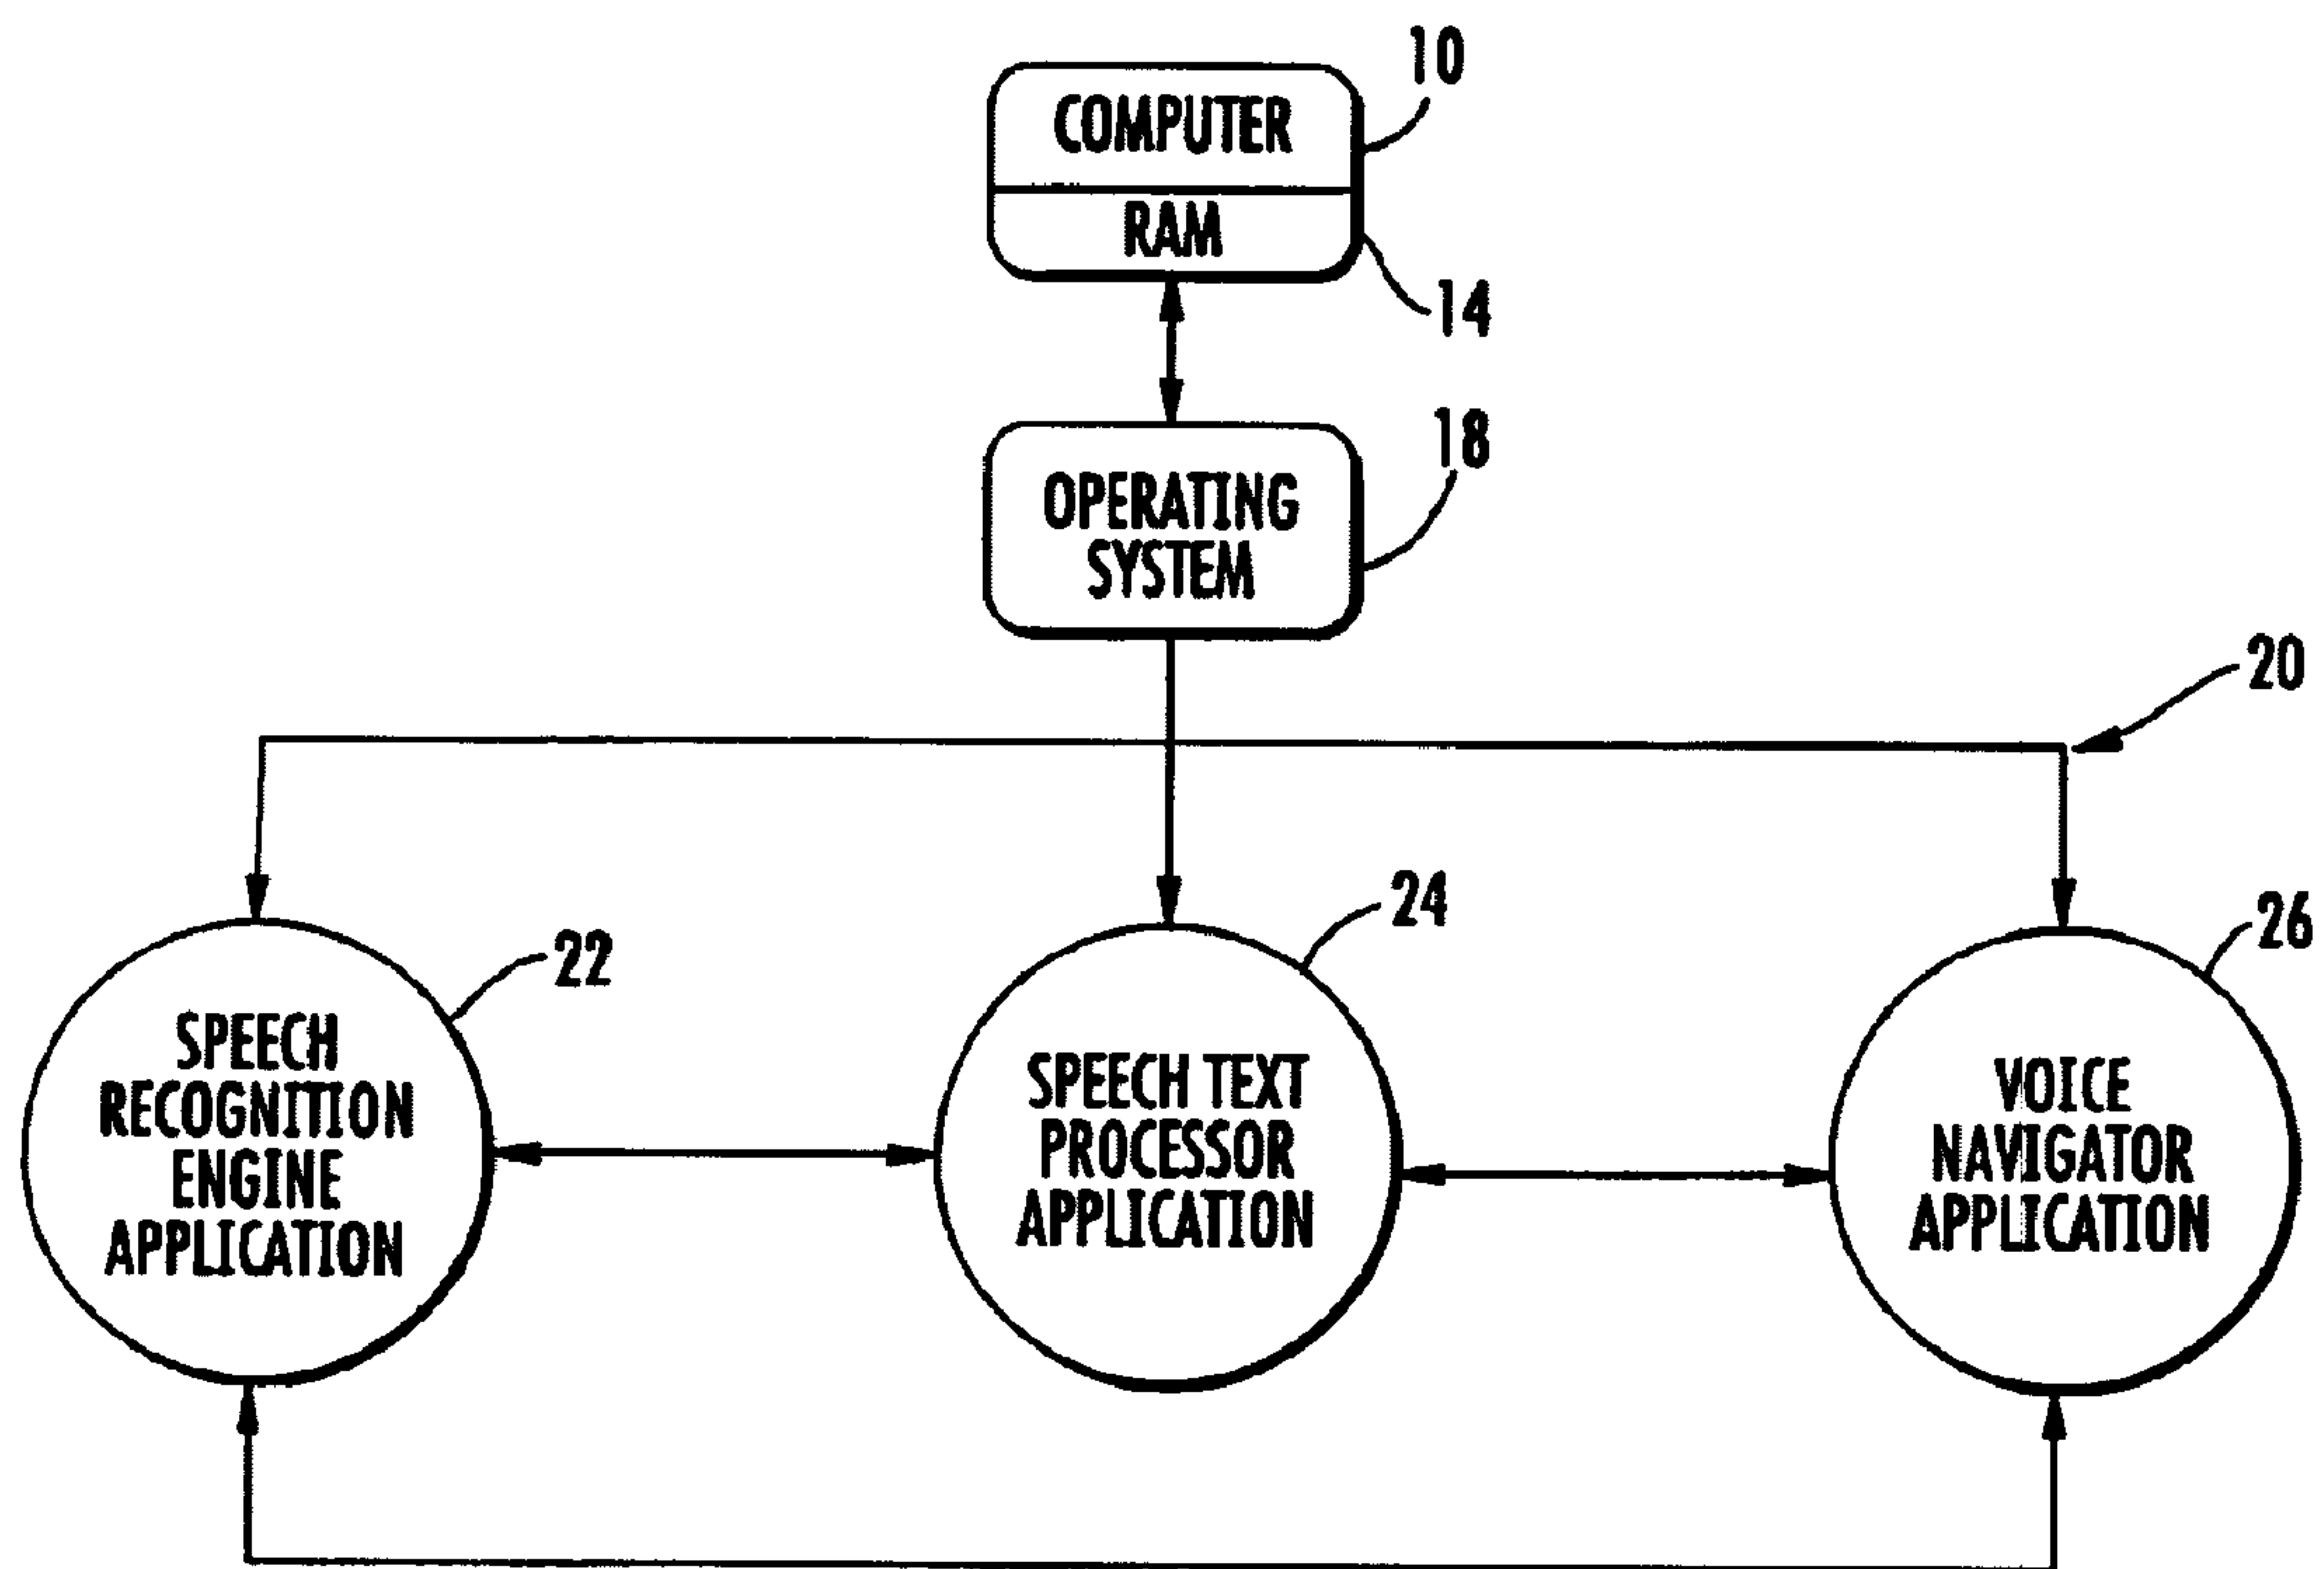 10
COMPUTER
RAM
14
18
OPERATING
SYSTEM
20
24
26
22
SPEECH
RECOGNITION
ENGINE
APPLICATION
SPEECH TEXT
PROCESSOR
APPLICATION
VOICE
NAVIGATOR
APPLICATION